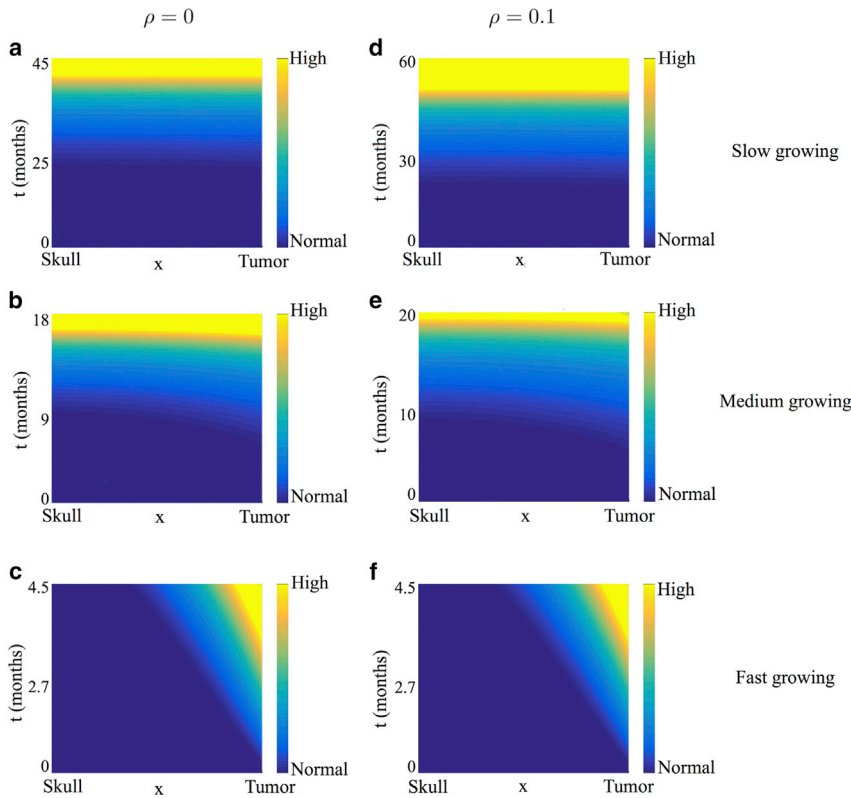 ρ = 0
ρ = 0.1
a
45
25
0
t (months)
Skull x Tumor
High
Normal
d
60
30
0
t (months)
Skull x Tumor
High
Normal
Slow growing
b
18
9
0
t (months)
Skull x Tumor
High
Normal
e
20
10
0
t (months)
Skull x Tumor
High
Normal
Medium growing
c
4.5
2.7
0
t (months)
Skull x Tumor
High
Normal
f
4.5
2.7
0
t (months)
Skull x Tumor
High
Normal
Fast growing